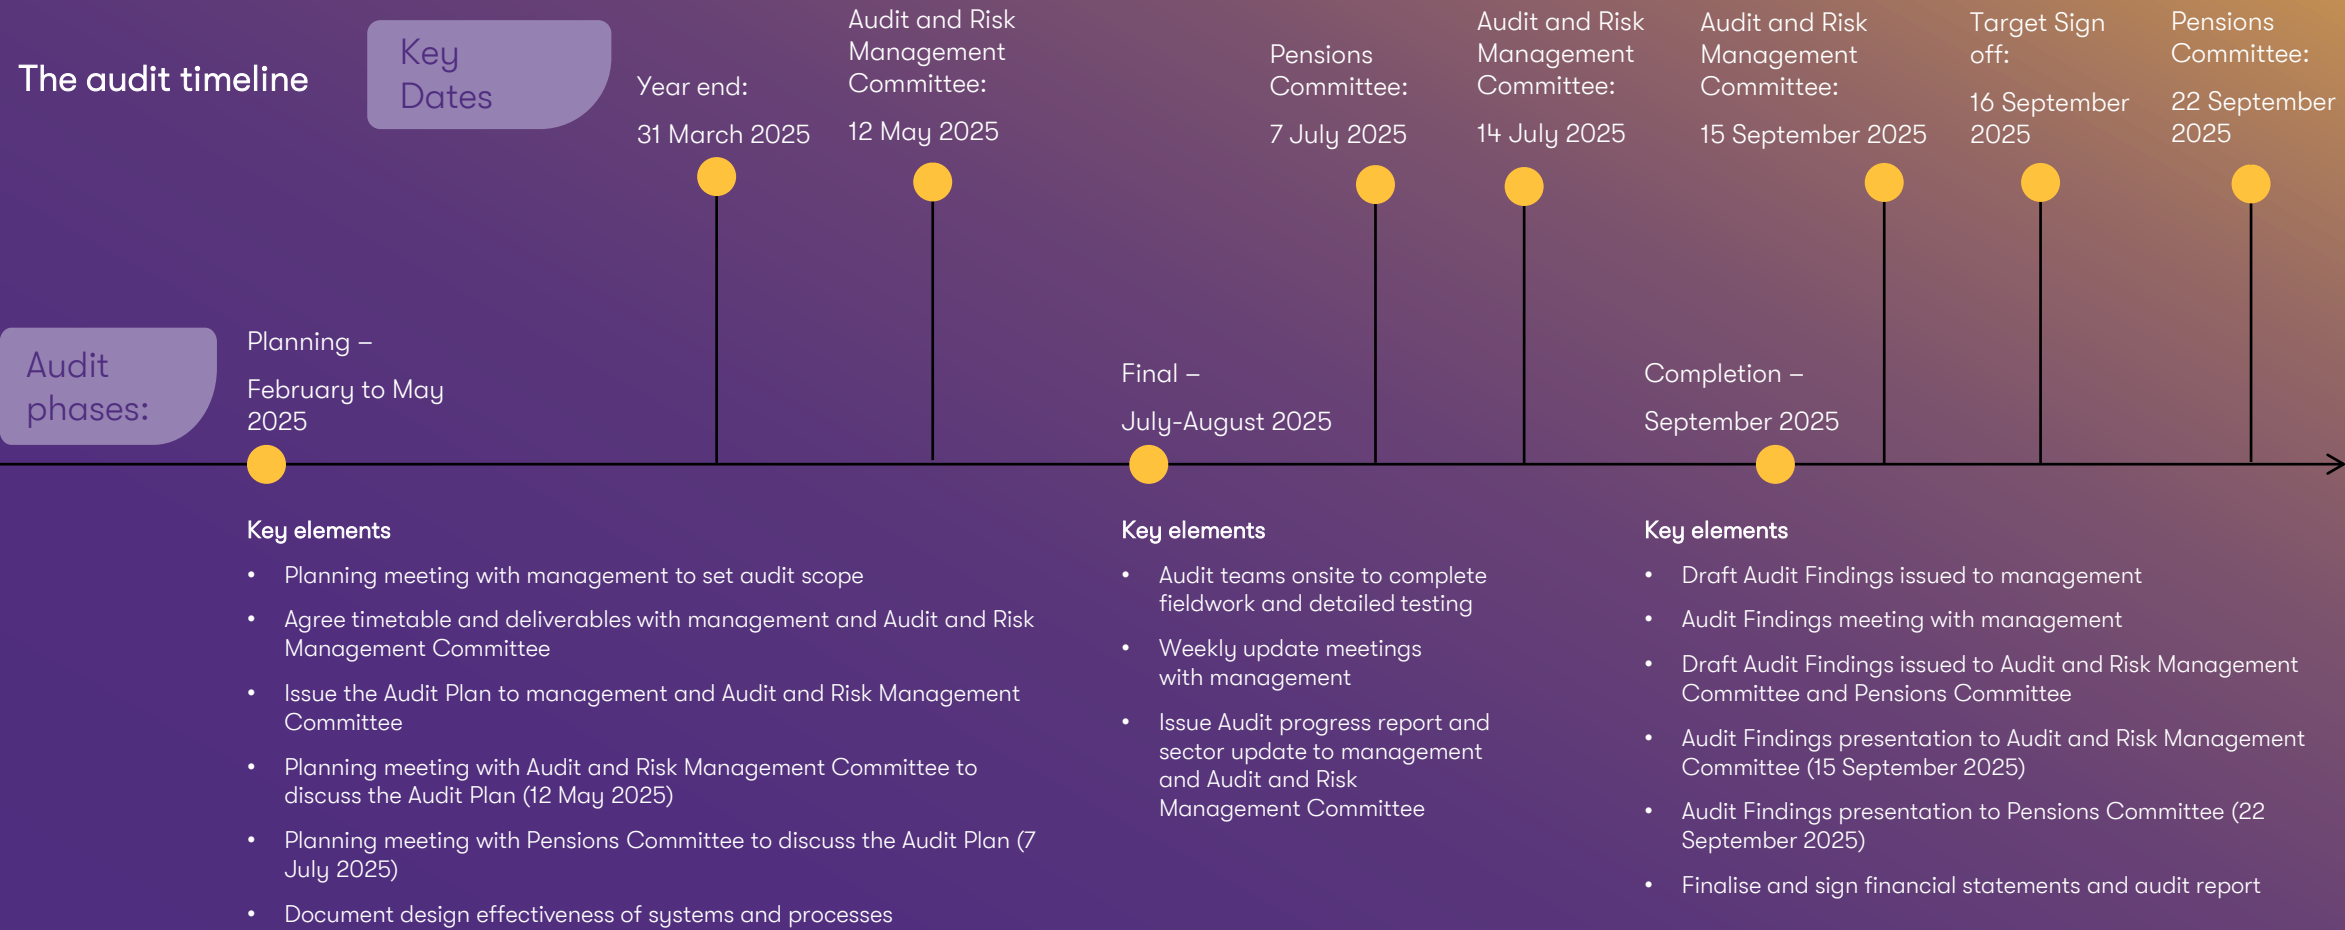 The audit timeline
Key
Dates
Year end:
31 March 2025
Audit and Risk
Management
Committee:
12 May 2025
Pensions
Committee:
7 July 2025
Audit and Risk
Management
Committee:
14 July 2025
Audit and Risk
Management
Committee:
15 September 2025
Target Sign
off:
16 September
2025
Pensions
Committee:
22 September
2025
Audit
phases:
Planning –
February to May
2025
Final –
July-August 2025
Completion –
September 2025
Key elements
• Planning meeting with management to set audit scope
• Agree timetable and deliverables with management and Audit and Risk
Management Committee
• Issue the Audit Plan to management and Audit and Risk Management
Committee
• Planning meeting with Audit and Risk Management Committee to
discuss the Audit Plan (12 May 2025)
• Planning meeting with Pensions Committee to discuss the Audit Plan (7
July 2025)
• Document design effectiveness of systems and processes
Key elements
• Audit teams onsite to complete
fieldwork and detailed testing
• Weekly update meetings
with management
• Issue Audit progress report and
sector update to management
and Audit and Risk
Management Committee
Key elements
• Draft Audit Findings issued to management
• Audit Findings meeting with management
• Draft Audit Findings issued to Audit and Risk Management
Committee and Pensions Committee
• Audit Findings presentation to Audit and Risk Management
Committee (15 September 2025)
• Audit Findings presentation to Pensions Committee (22
September 2025)
• Finalise and sign financial statements and audit report